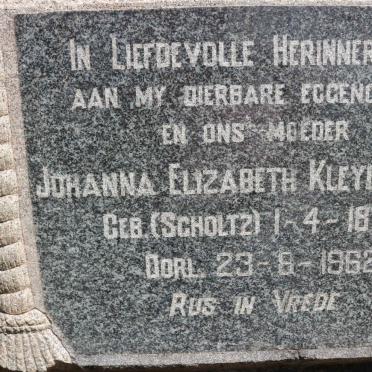 IN LIEFDEVOLLE HERINNER
AAN MY DIERBARE EGGENO
EN ONS MOEDER
JOHANNA ELIZABETH KLEY
GEB. (SCHOLTZ) 1-4-18
OORL. 23-8-1962
RUS IN VREDE